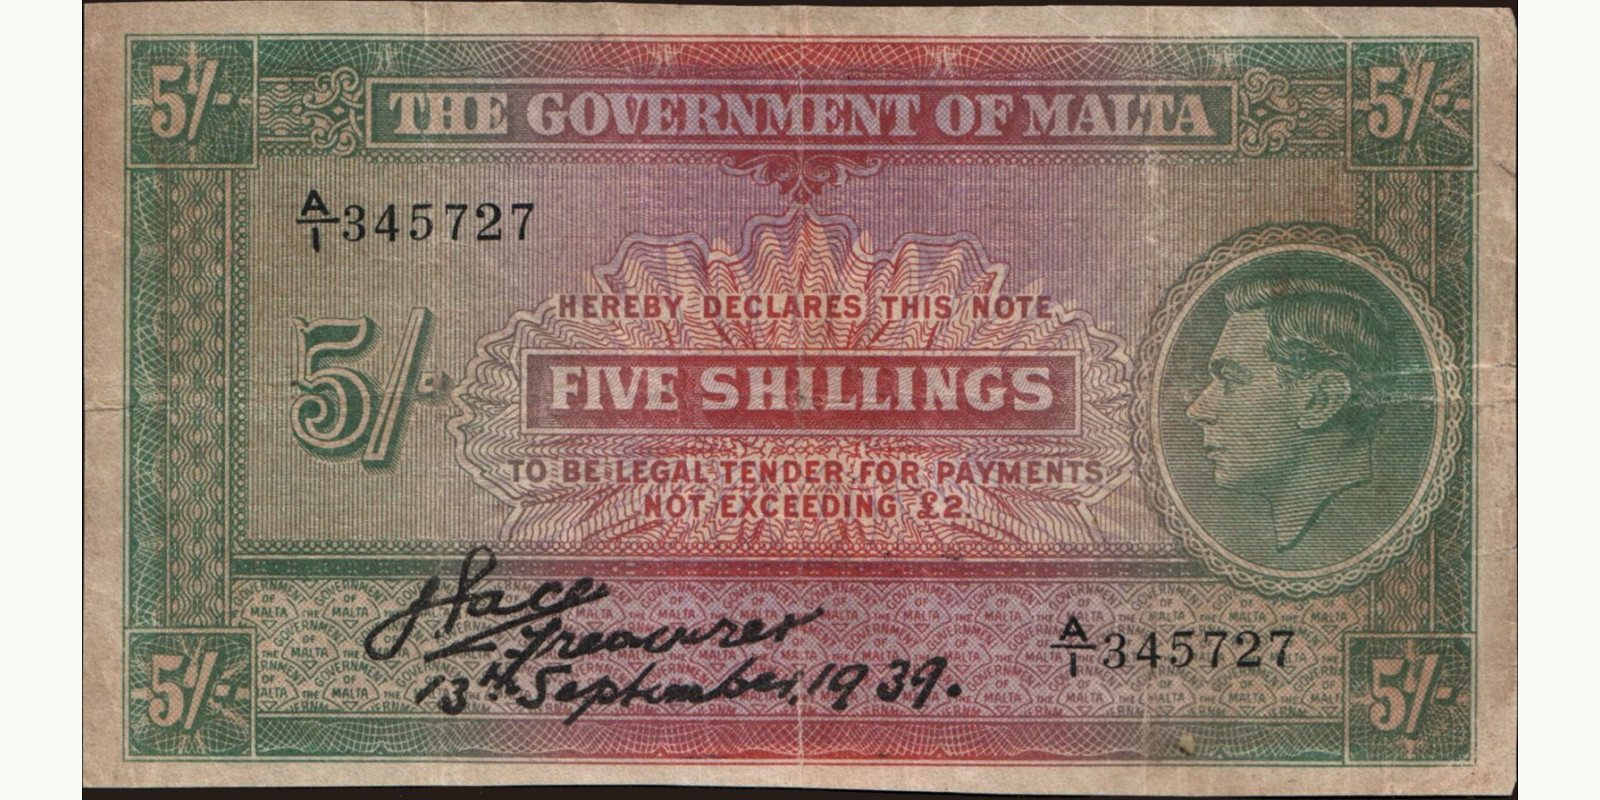 5/- THE GOVERNMENT OF MALTA 5/-
A/1 345727
HEREBY DECLARES THIS NOTE
5/-
FIVE SHILLINGS
TO BE LEGAL TENDER FOR PAYMENTS
NOT EXCEEDING £2.
J Pace
Treasurer
13th September, 1939.
A/1 345727
5/- 5/-